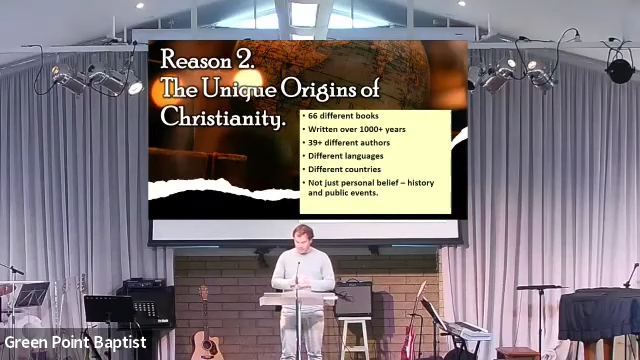 Reason 2.
The Unique Origins of
Christianity.
• 66 different books
• Written over 1000+ years
• 39+ different authors
• Different languages
• Different countries
• Not just personal belief – history
and public events.
Green Point Baptist